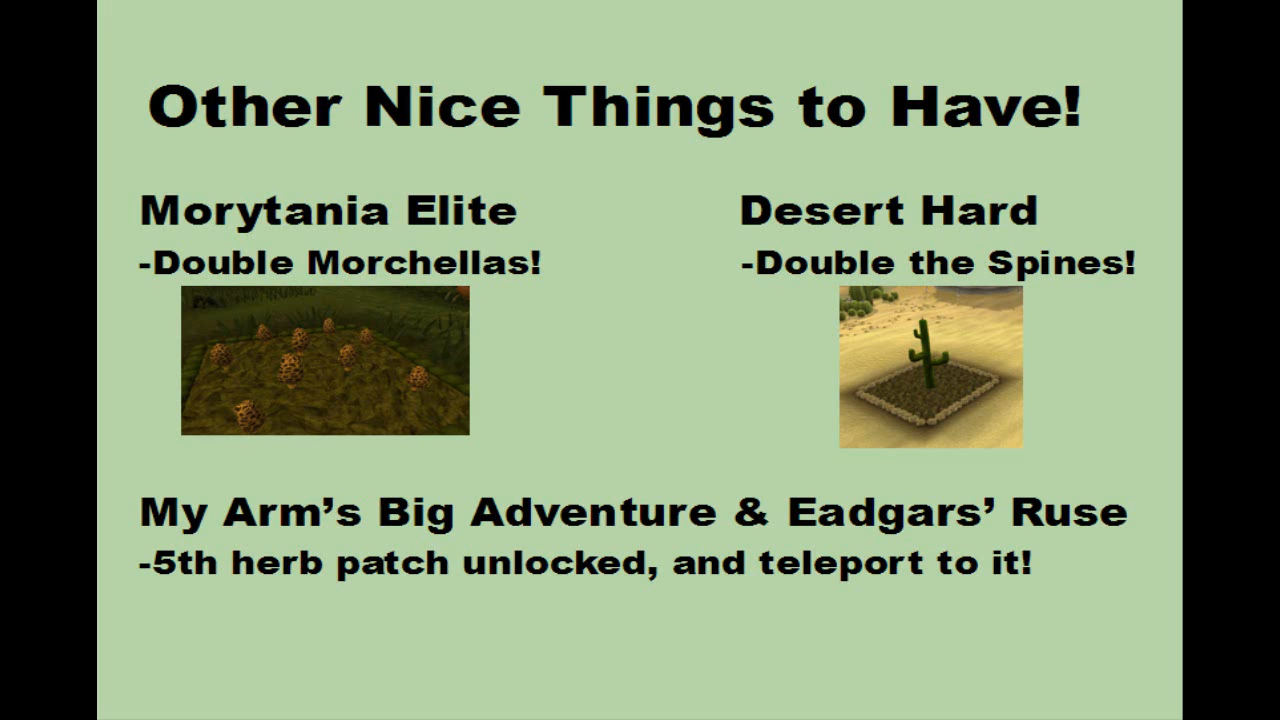 Other Nice Things to Have!
Morytania Elite
-Double Morchellas!
Desert Hard
-Double the Spines!
My Arm’s Big Adventure & Eadgars’ Ruse
-5th herb patch unlocked, and teleport to it!